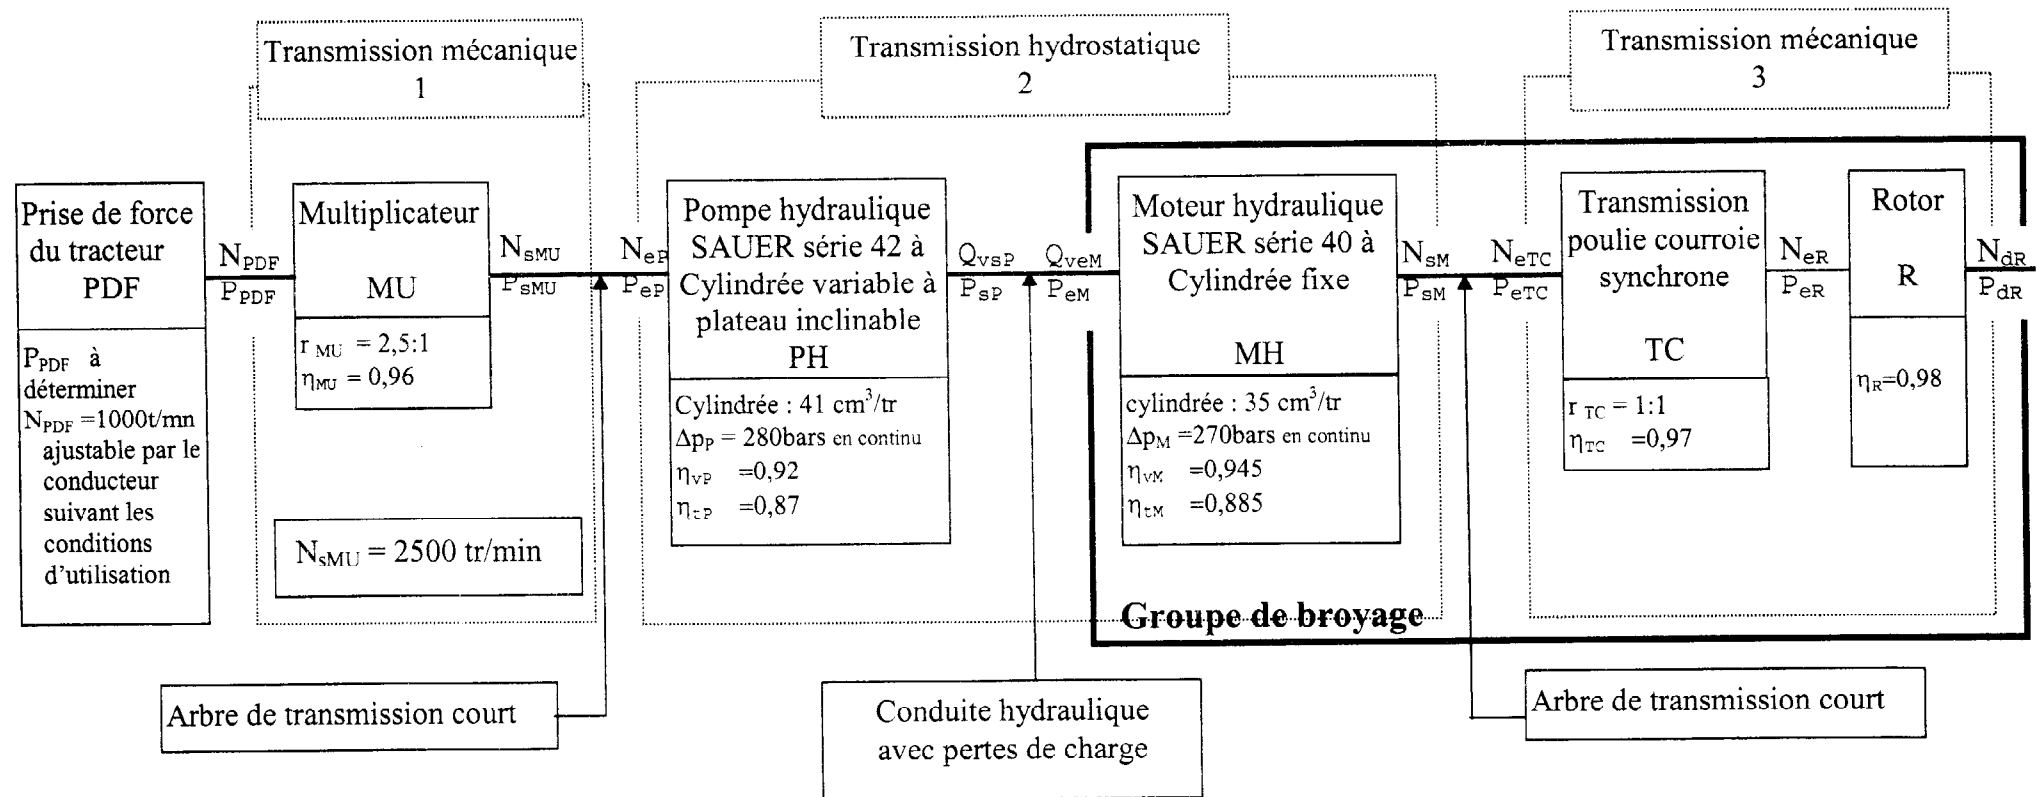 Transmission mécanique
1
Transmission hydrostatique
2
Transmission mécanique
3
Prise de force
du tracteur
PDF
P_PDF à
déterminer
N_PDF =1000t/mn
ajustable par le
conducteur
suivant les
conditions
d'utilisation
N_PDF
P_PDF
Multiplicateur
MU
r_MU = 2,5:1
η_MU = 0,96
N_sMU = 2500 tr/min
N_sMU
P_sMU
N_eP
P_eP
Pompe hydraulique
SAUER série 42 à
Cylindrée variable à
plateau inclinable
PH
Cylindrée : 41 cm³/tr
Δp_P = 280bars en continu
η_vP =0,92
η_tP =0,87
Q_vsP
P_sP
Q_veM
P_eM
Moteur hydraulique
SAUER série 40 à
Cylindrée fixe
MH
cylindrée : 35 cm³/tr
Δp_M =270bars en continu
η_vM =0,945
η_tM =0,885
N_sM
P_sM
N_eTC
P_eTC
Transmission
poulie courroie
synchrone
TC
r_TC = 1:1
η_TC =0,97
N_eR
P_eR
Rotor
R
η_R=0,98
N_dR
P_dR
Groupe de broyage
Arbre de transmission court
Conduite hydraulique
avec pertes de charge
Arbre de transmission court